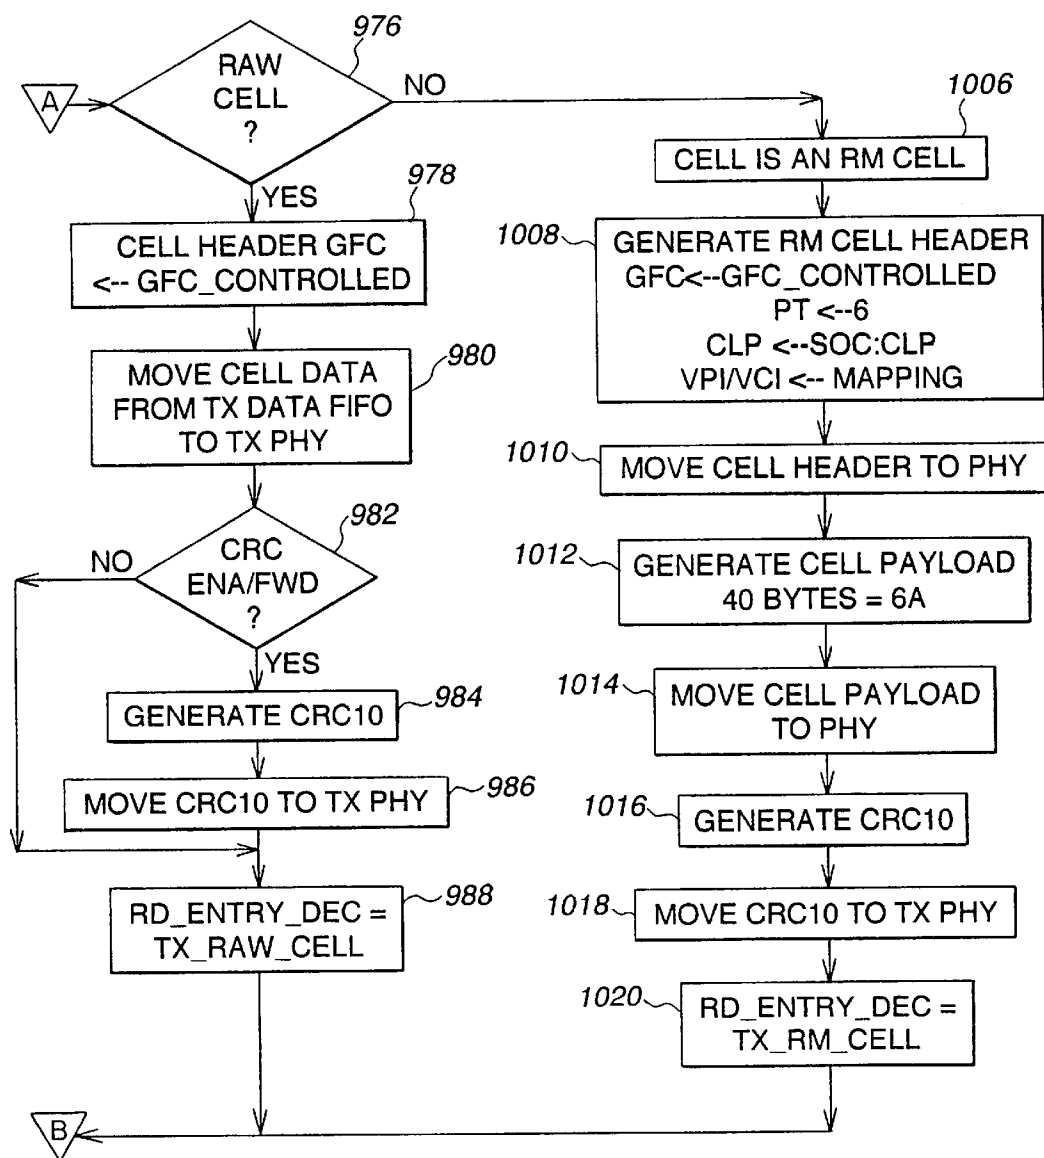 A
RAW
CELL
?
976
NO
YES
978
CELL HEADER GFC
<-- GFC_CONTROLLED
MOVE CELL DATA
FROM TX DATA FIFO
TO TX PHY
980
CRC
ENA/FWD
?
982
NO
YES
GENERATE CRC10
984
MOVE CRC10 TO TX PHY
986
RD_ENTRY_DEC =
TX_RAW_CELL
988
1006
CELL IS AN RM CELL
1008
GENERATE RM CELL HEADER
GFC<--GFC_CONTROLLED
PT <--6
CLP <--SOC:CLP
VPI/VCI <-- MAPPING
1010
MOVE CELL HEADER TO PHY
1012
GENERATE CELL PAYLOAD
40 BYTES = 6A
1014
MOVE CELL PAYLOAD
TO PHY
1016
GENERATE CRC10
1018
MOVE CRC10 TO TX PHY
1020
RD_ENTRY_DEC =
TX_RM_CELL
B